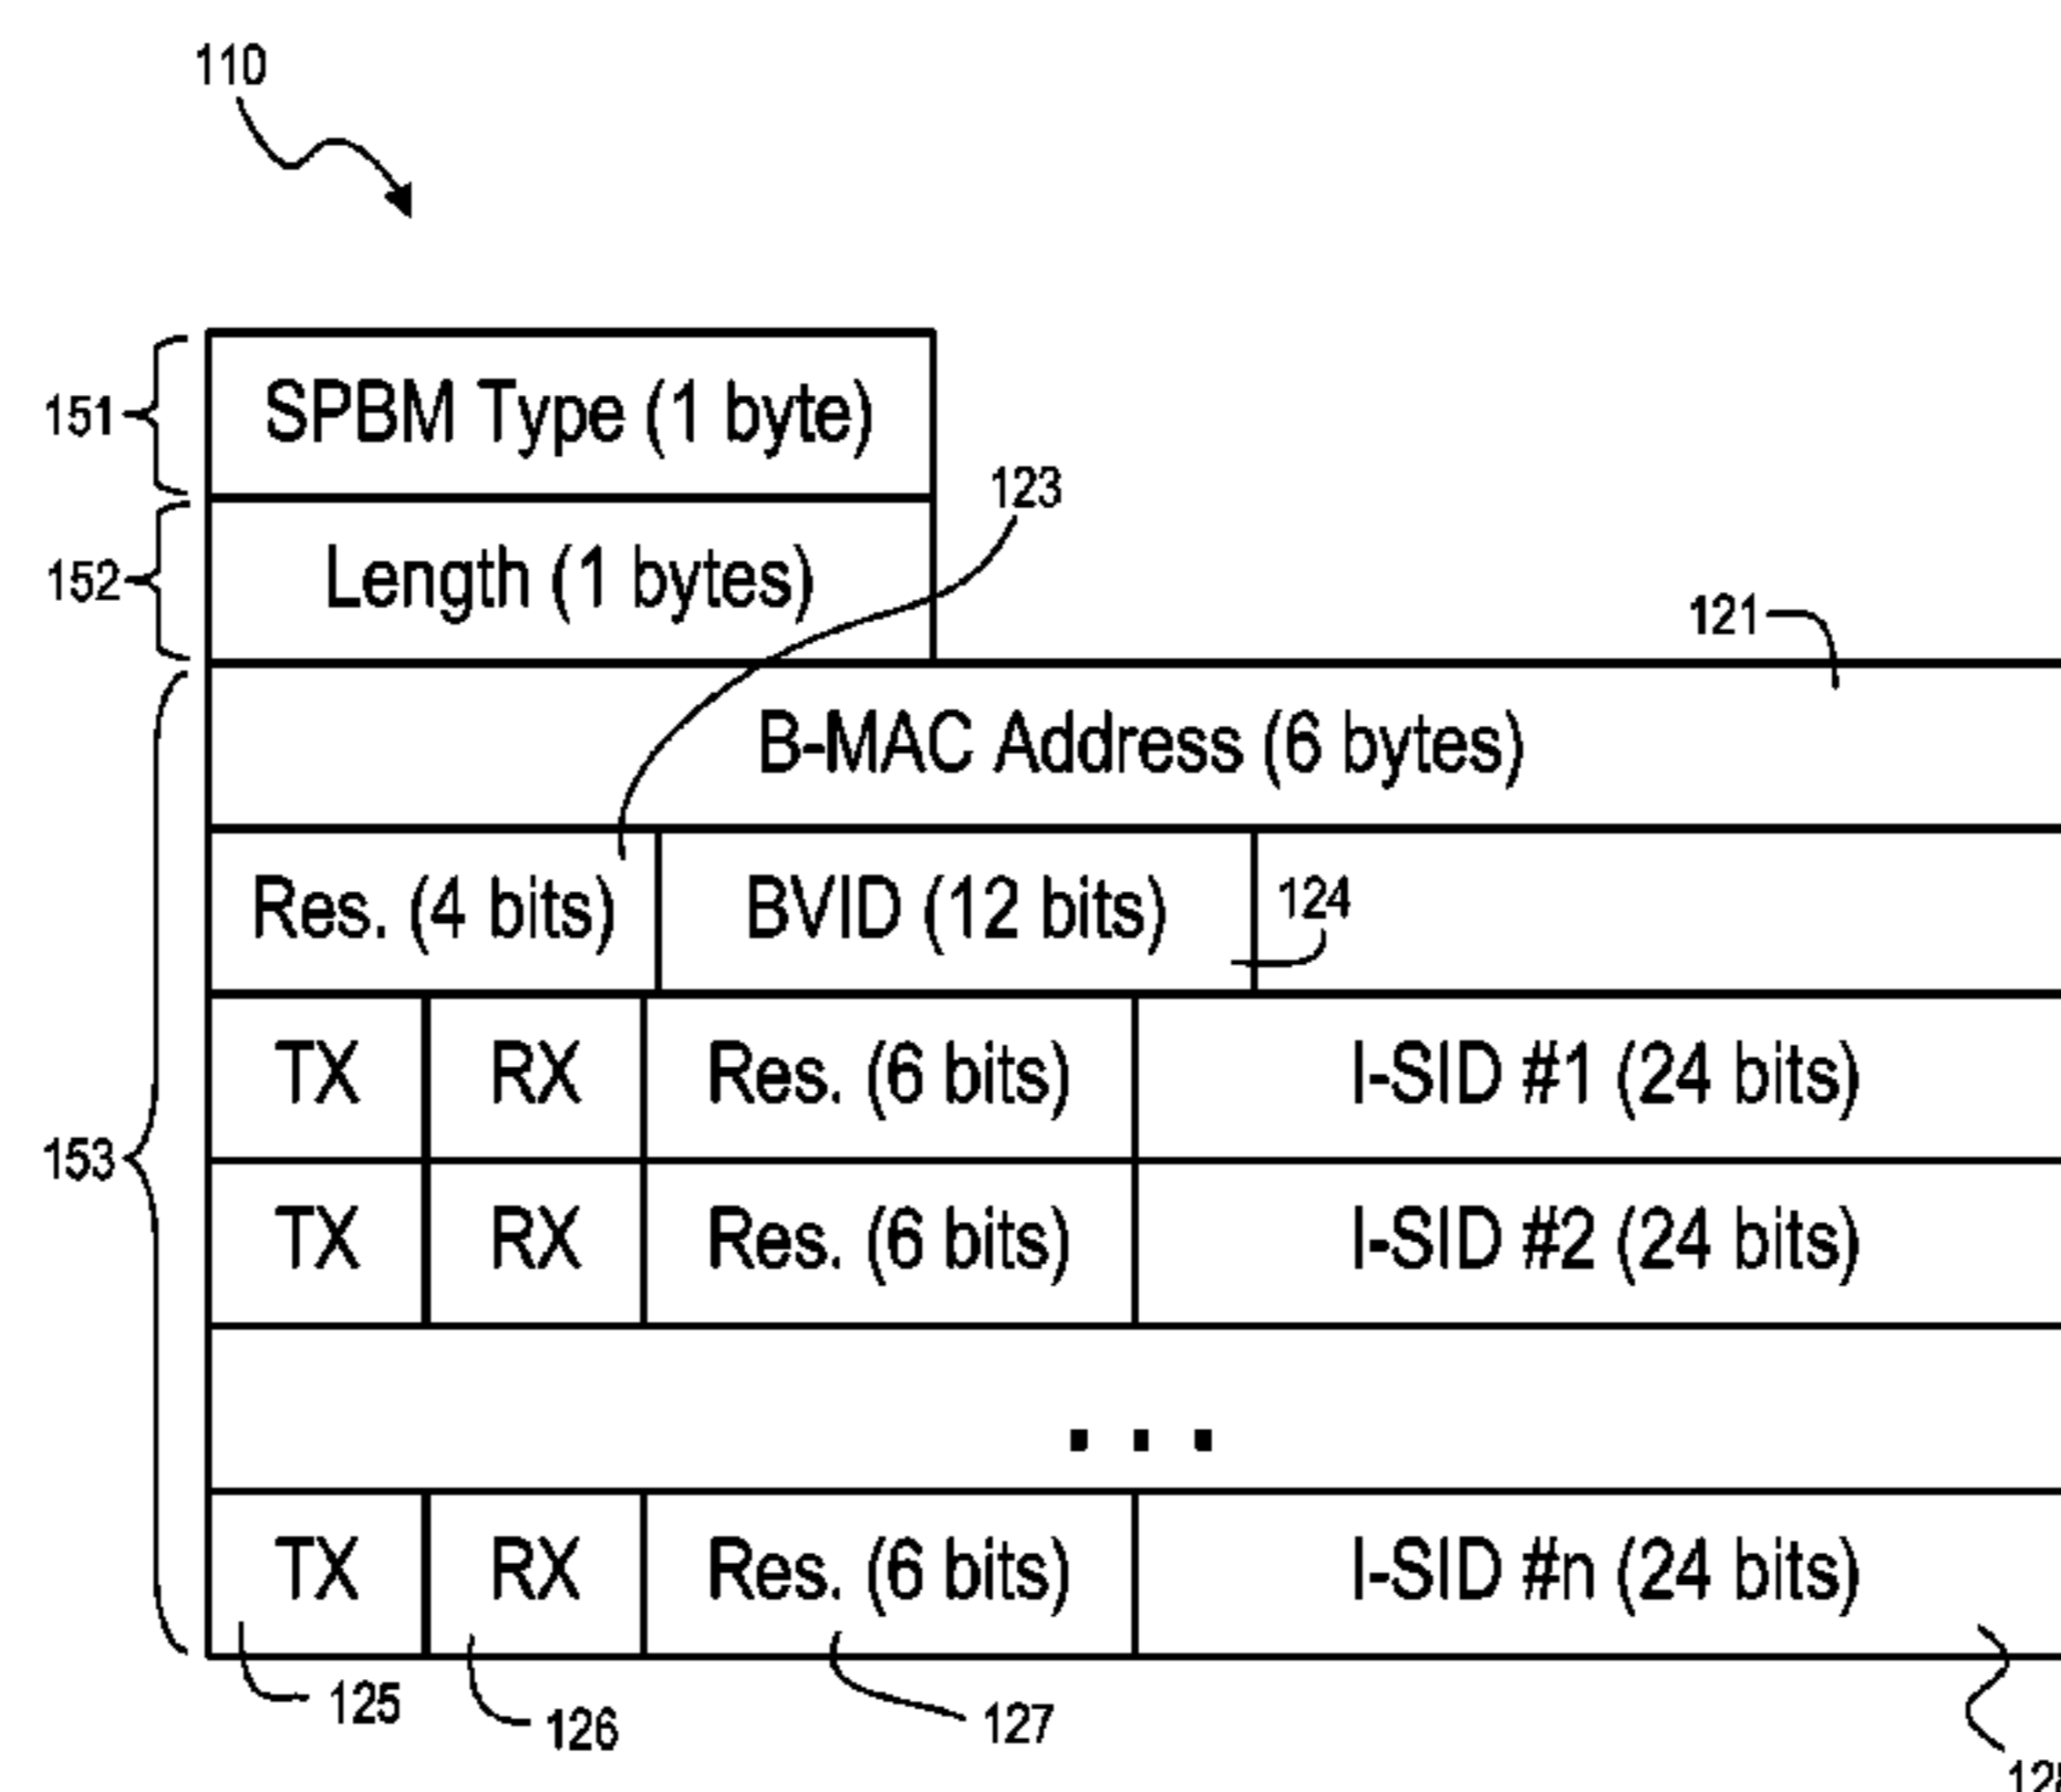 110
151
SPBM Type (1 byte)
123
152
Length (1 bytes)
121
B-MAC Address (6 bytes)
Res. (4 bits) BVID (12 bits) 124
TX RX Res. (6 bits) I-SID #1 (24 bits)
153
TX RX Res. (6 bits) I-SID #2 (24 bits)
. . .
TX RX Res. (6 bits) I-SID #n (24 bits)
125
126
127